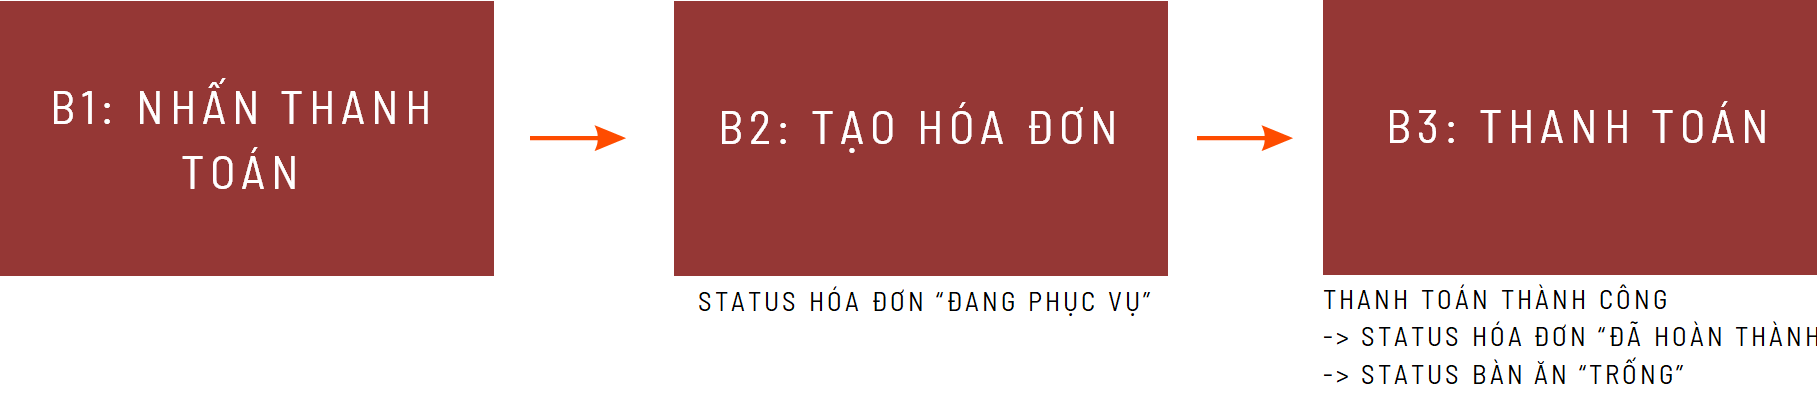 B1: NHẤN THANH
TOÁN
B2: TẠO HÓA ĐƠN
B3: THANH TOÁN
STATUS HÓA ĐƠN “ĐANG PHỤC VỤ”
THANH TOÁN THÀNH CÔNG
-> STATUS HÓA ĐƠN “ĐÃ HOÀN THÀNH
-> STATUS BÀN ĂN “TRỐNG”